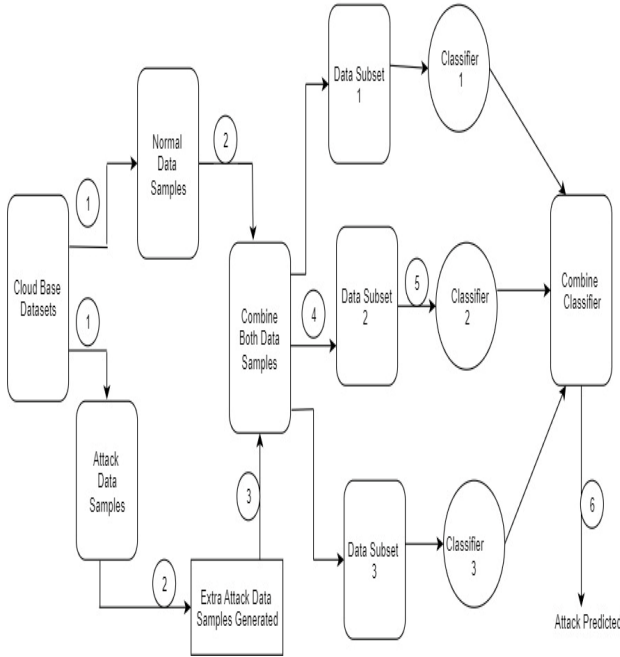 Cloud Base
Datasets
1
1
Normal
Data
Samples
2
Attack
Data
Samples
2
Extra Attack Data
Samples Generated
3
Combine
Both Data
Samples
4
Data Subset
1
Classifier
1
Data Subset
2
5
Classifier
2
Data Subset
3
Classifier
3
Combine
Classifier
6
Attack Predicted